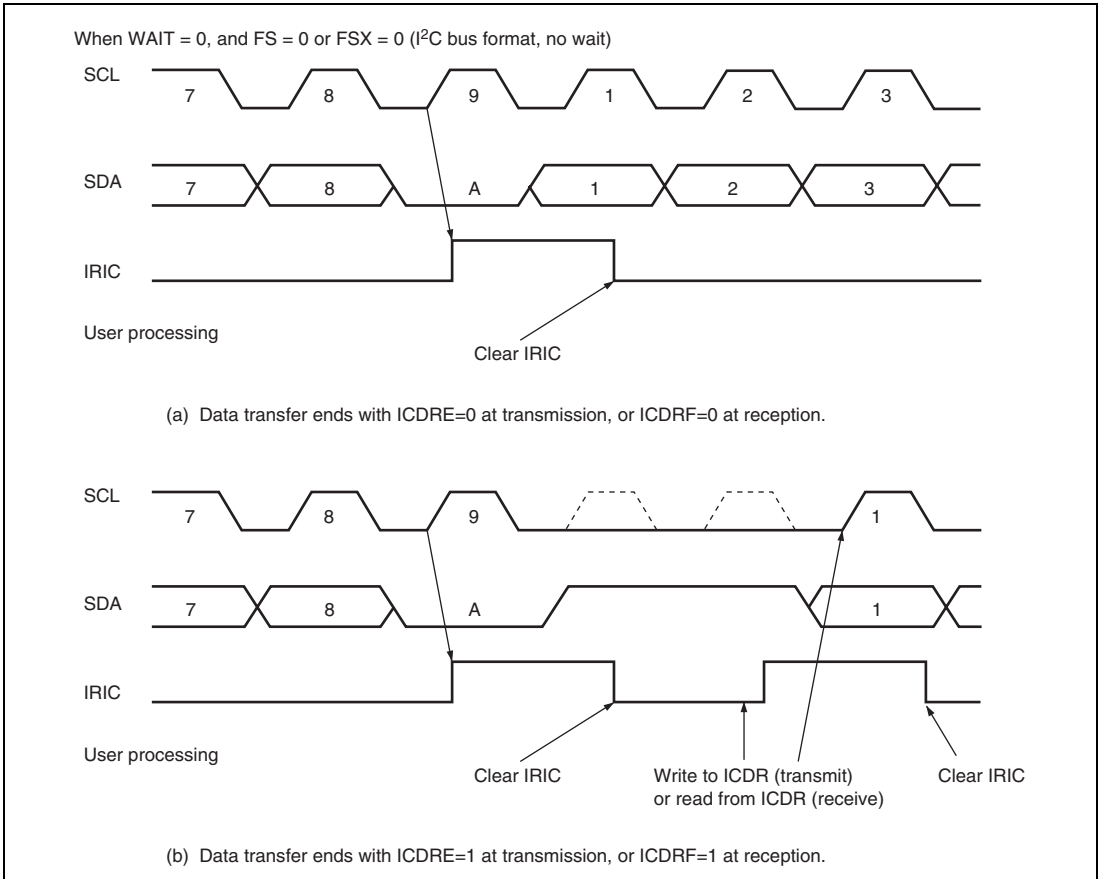 When WAIT = 0, and FS = 0 or FSX = 0 (I²C bus format, no wait)
SCL
7 8 9 1 2 3
SDA
7 8 A 1 2 3
IRIC
User processing
Clear IRIC
(a) Data transfer ends with ICDRE=0 at transmission, or ICDRF=0 at reception.
SCL
7 8 9 1
SDA
7 8 A 1
IRIC
User processing
Clear IRIC Write to ICDR (transmit) Clear IRIC
or read from ICDR (receive)
(b) Data transfer ends with ICDRE=1 at transmission, or ICDRF=1 at reception.